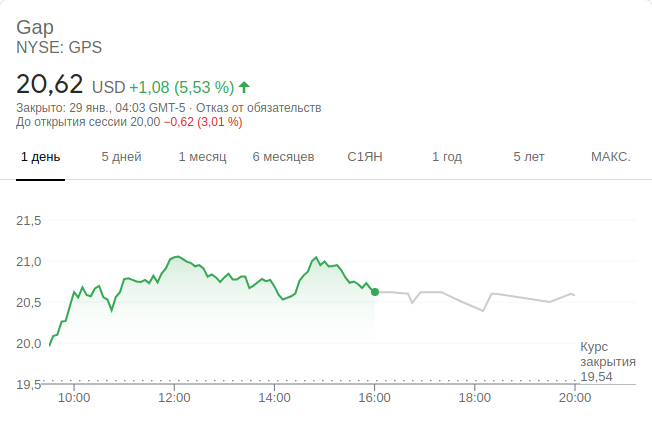 Gap
NYSE: GPS
20,62 USD +1,08 (5,53 %)
Закрыто: 29 янв., 04:03 GMT-5 · Отказ от обязательств
До открытия сессии 20,00 −0,62 (3,01 %)
1 день 5 дней 1 месяц 6 месяцев С1ЯН 1 год 5 лет МАКС.
21,5
21,0
20,5
20,0
Курс
закрытия
19,54
19,5
10:00 12:00 14:00 16:00 18:00 20:00